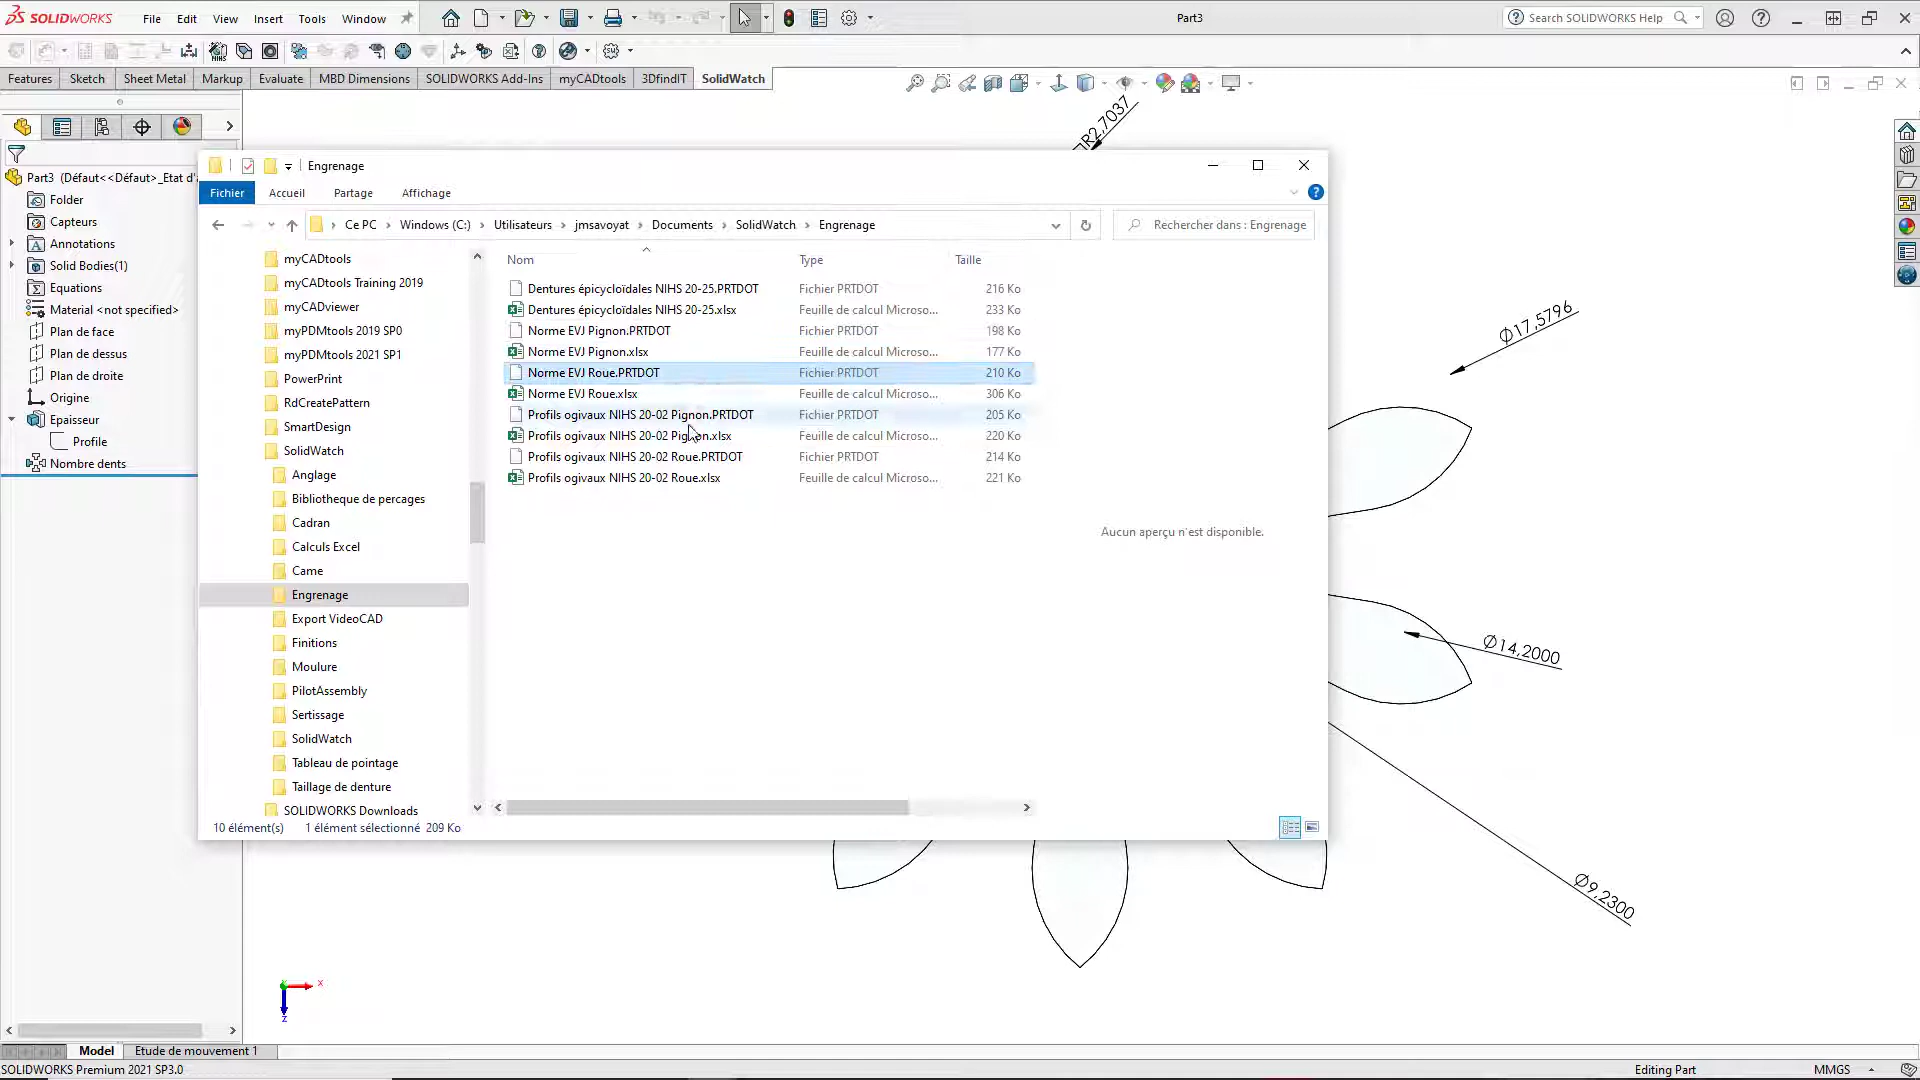 SOLIDWORKS File Edit View Insert Tools Window Part3 Search SOLIDWORKS Help
Features Sketch Sheet Metal Markup Evaluate MBD Dimensions SOLIDWORKS Add-Ins myCADtools 3DfindIT SolidWatch
Part3 (Défaut<<Défaut>_Etat d'
Folder
Capteurs
Annotations
Solid Bodies(1)
Equations
Material <not specified>
Plan de face
Plan de dessus
Plan de droite
Origine
Epaisseur
Profile
Nombre dents
Engrenage
Fichier Accueil Partage Affichage
Ce PC Windows (C:) Utilisateurs jmsavoyat Documents SolidWatch Engrenage
Rechercher dans : Engrenage
myCADtools
myCADtools Training 2019
myCADviewer
myPDMtools 2019 SP0
myPDMtools 2021 SP1
PowerPrint
RdCreatePattern
SmartDesign
SolidWatch
Anglage
Bibliotheque de percages
Cadran
Calculs Excel
Came
Engrenage
Export VideoCAD
Finitions
Moulure
PilotAssembly
Sertissage
SolidWatch
Tableau de pointage
Taillage de denture
SOLIDWORKS Downloads
Nom Type Taille
Dentures épicycloïdales NIHS 20-25.PRTDOT Fichier PRTDOT 216 Ko
Dentures épicycloïdales NIHS 20-25.xlsx Feuille de calcul Microso... 233 Ko
Norme EVJ Pignon.PRTDOT Fichier PRTDOT 198 Ko
Norme EVJ Pignon.xlsx Feuille de calcul Microso... 177 Ko
Norme EVJ Roue.PRTDOT Fichier PRTDOT 210 Ko
Norme EVJ Roue.xlsx Feuille de calcul Microso... 306 Ko
Profils ogivaux NIHS 20-02 Pignon.PRTDOT Fichier PRTDOT 205 Ko
Profils ogivaux NIHS 20-02 Pignon.xlsx Feuille de calcul Microso... 220 Ko
Profils ogivaux NIHS 20-02 Roue.PRTDOT Fichier PRTDOT 214 Ko
Profils ogivaux NIHS 20-02 Roue.xlsx Feuille de calcul Microso... 221 Ko
Aucun aperçu n'est disponible.
10 élément(s) 1 élément sélectionné 209 Ko
R2,7037
Ø17,5796
Ø14,2000
Ø9,2300
x
z
Model Etude de mouvement 1
SOLIDWORKS Premium 2021 SP3.0 Editing Part MMGS